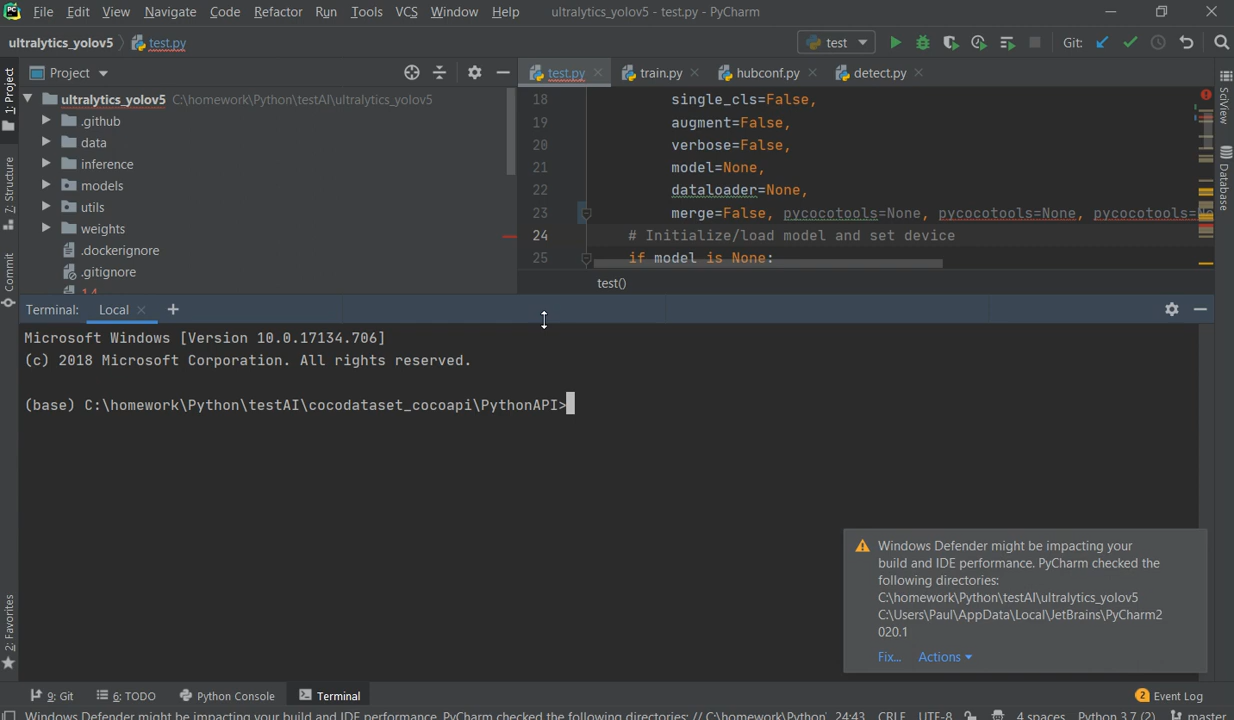 PC File Edit View Navigate Code Refactor Run Tools VCS Window Help ultralytics_yolov5 - test.py - PyCharm
ultralytics_yolov5 test.py test Git:
1: Project
7: Structure
Commit
2: Favorites
Project
ultralytics_yolov5 C:\homework\Python\testAI\ultralytics_yolov5
.github
data
inference
models
utils
weights
.dockerignore
.gitignore
test.py train.py hubconf.py detect.py
18 single_cls=False,
19 augment=False,
20 verbose=False,
21 model=None,
22 dataloader=None,
23 merge=False, pycocotools=None, pycocotools=None, pycocotools=
24 # Initialize/load model and set device
25 if model is None:
test()
SciView
Database
Terminal: Local +
Microsoft Windows [Version 10.0.17134.706]
(c) 2018 Microsoft Corporation. All rights reserved.
(base) C:\homework\Python\testAI\cocodataset_cocoapi\PythonAPI>
Windows Defender might be impacting your
build and IDE performance. PyCharm checked the
following directories:
C:\homework\Python\testAI\ultralytics_yolov5
C:\Users\Paul\AppData\Local\JetBrains\PyCharm2
020.1
Fix... Actions
9: Git 6: TODO Python Console Terminal 2 Event Log
Windows Defender might be impacting your build and IDE performance. PyCharm checked the following directories: // C:\homework\Python\ 24:43 CRLF UTF-8 4 spaces Python 3.7 (2) master